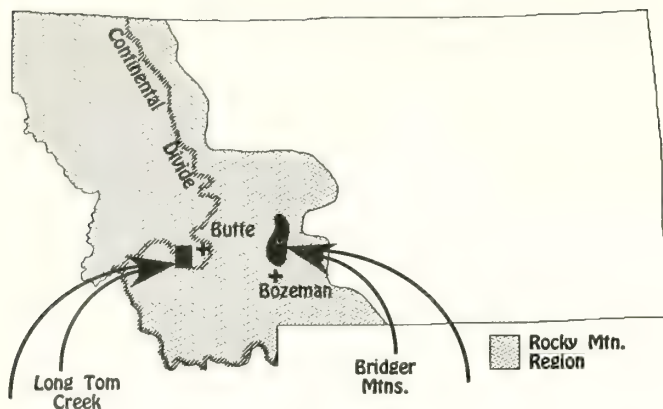 Continental
Divide
Butte
Bozeman
Long Tom
Creek
Bridger
Mtns.
Rocky Mtn.
Region